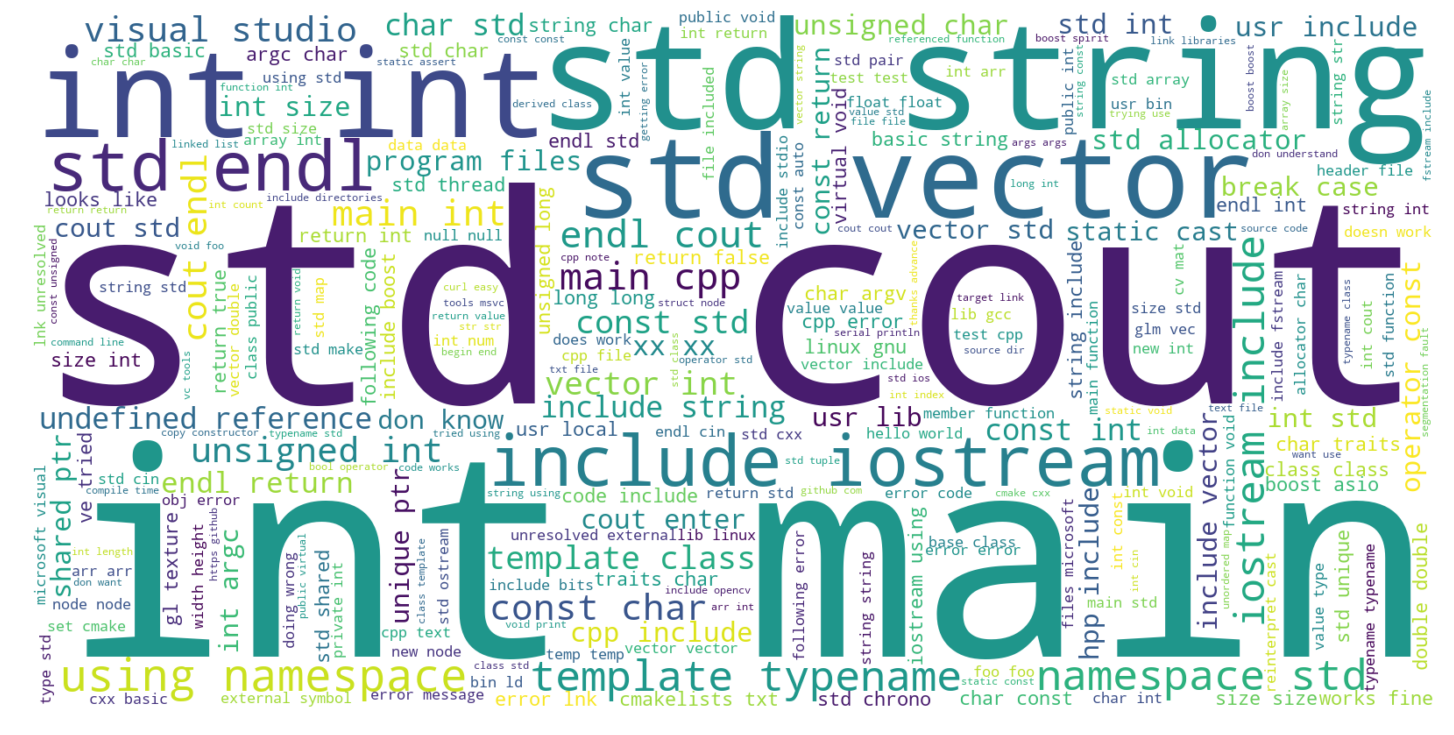 std cout
int main
std string
int int
std vector
std endl
include iostream
using namespace
namespace std
template typename
visual studio
char std
string char
public void
int return
unsigned char
referenced function
boost spirit
std int
link libraries
usr include
std basic
argc char
std char
const const
char char
using std
static assert
function int
int size
derived class
std size
array int
linked list
getting error
int value
file included
vector string
const return
std pair
test test
float float
value std
file file
virtual void
int arr
public int
string const
std array
usr bin
trying use
boost boost
array size
string str
fstream include
endl std
data data
program files
basic string
args args
std allocator
don understand
header file
looks like
return return
cout endl
int count
include directories
std thread
include stdio
const auto
long int
break case
endl int
string int
cout std
void foo
main int
return int
null null
unsigned long
endl cout
cpp note
return false
main cpp
cout cout
vector std
static cast
source code
doesn work
lnk unresolved
const unsigned
string std
return true
vector double
class public
return void
std map
following code
include boost
curl easy
tools msvc
return value
str str
int num
begin end
long long
struct node
const std
does work
xx xx
cpp file
txt file
std class
operator std
char argv
value value
cpp error
thanks advance
linux gnu
vector include
target link
lib gcc
serial println
test cpp
source dir
string include
main function
size std
glm vec
new int
iostream include
include fstream
allocator char
typename class
int cout
std function
operator const
segmentation fault
command line
size int
vc tools
std make
vector int
include string
std ios
int index
usr lib
member function
static void
text file
undefined reference
don know
copy constructor
typename std
tried using
usr local
endl cin
std cxx
hello world
const int
int data
int std
char traits
want use
unsigned int
bool operator
code works
std tuple
include vector
function void
class class
boost asio
microsoft visual
shared ptr
ve tried
std cin
compile time
endl return
obj error
string using
code include
return std
github com
error code
cmake cxx
int void
cout enter
unresolved external
lib linux
base class
error error
int length
don want
arr arr
node node
set cmake
gl texture
width height
https github
int argc
doing wrong
public virtual
std shared
private int
unique ptr
class template
std ostream
template class
traits char
include bits
include opencv
const char
arr int
void print
cpp include
vector vector
following error
string string
iostream using
files microsoft
hpp include
int const
int cin
unordered map
main std
reinterpret cast
value type
std unique
typename typename
double double
type std
cpp text
new node
temp temp
class std
bin ld
foo foo
static const
cxx basic
external symbol
error message
error lnk
cmakelists txt
std chrono
char const
char int
size size
works fine
cv mat